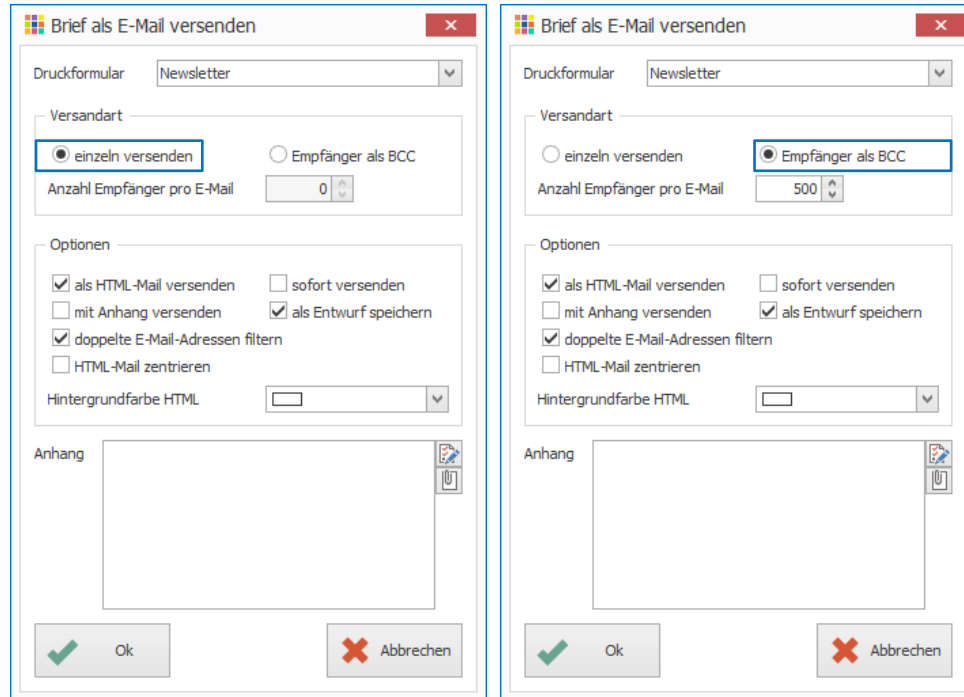 Brief als E-Mail versenden
Druckformular Newsletter
Versandart
einzeln versenden Empfänger als BCC
Anzahl Empfänger pro E-Mail 0
Optionen
als HTML-Mail versenden sofort versenden
mit Anhang versenden als Entwurf speichern
doppelte E-Mail-Adressen filtern
HTML-Mail zentrieren
Hintergrundfarbe HTML
Anhang
Ok Abbrechen
Brief als E-Mail versenden
Druckformular Newsletter
Versandart
einzeln versenden Empfänger als BCC
Anzahl Empfänger pro E-Mail 500
Optionen
als HTML-Mail versenden sofort versenden
mit Anhang versenden als Entwurf speichern
doppelte E-Mail-Adressen filtern
HTML-Mail zentrieren
Hintergrundfarbe HTML
Anhang
Ok Abbrechen